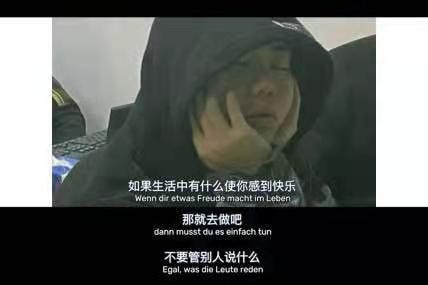 如果生活中有什么使你感到快乐
Wenn dir etwas Freude macht im Leben
那就去做吧
dann musst du es einfach tun
不要管别人说什么
Egal, was die Leute reden